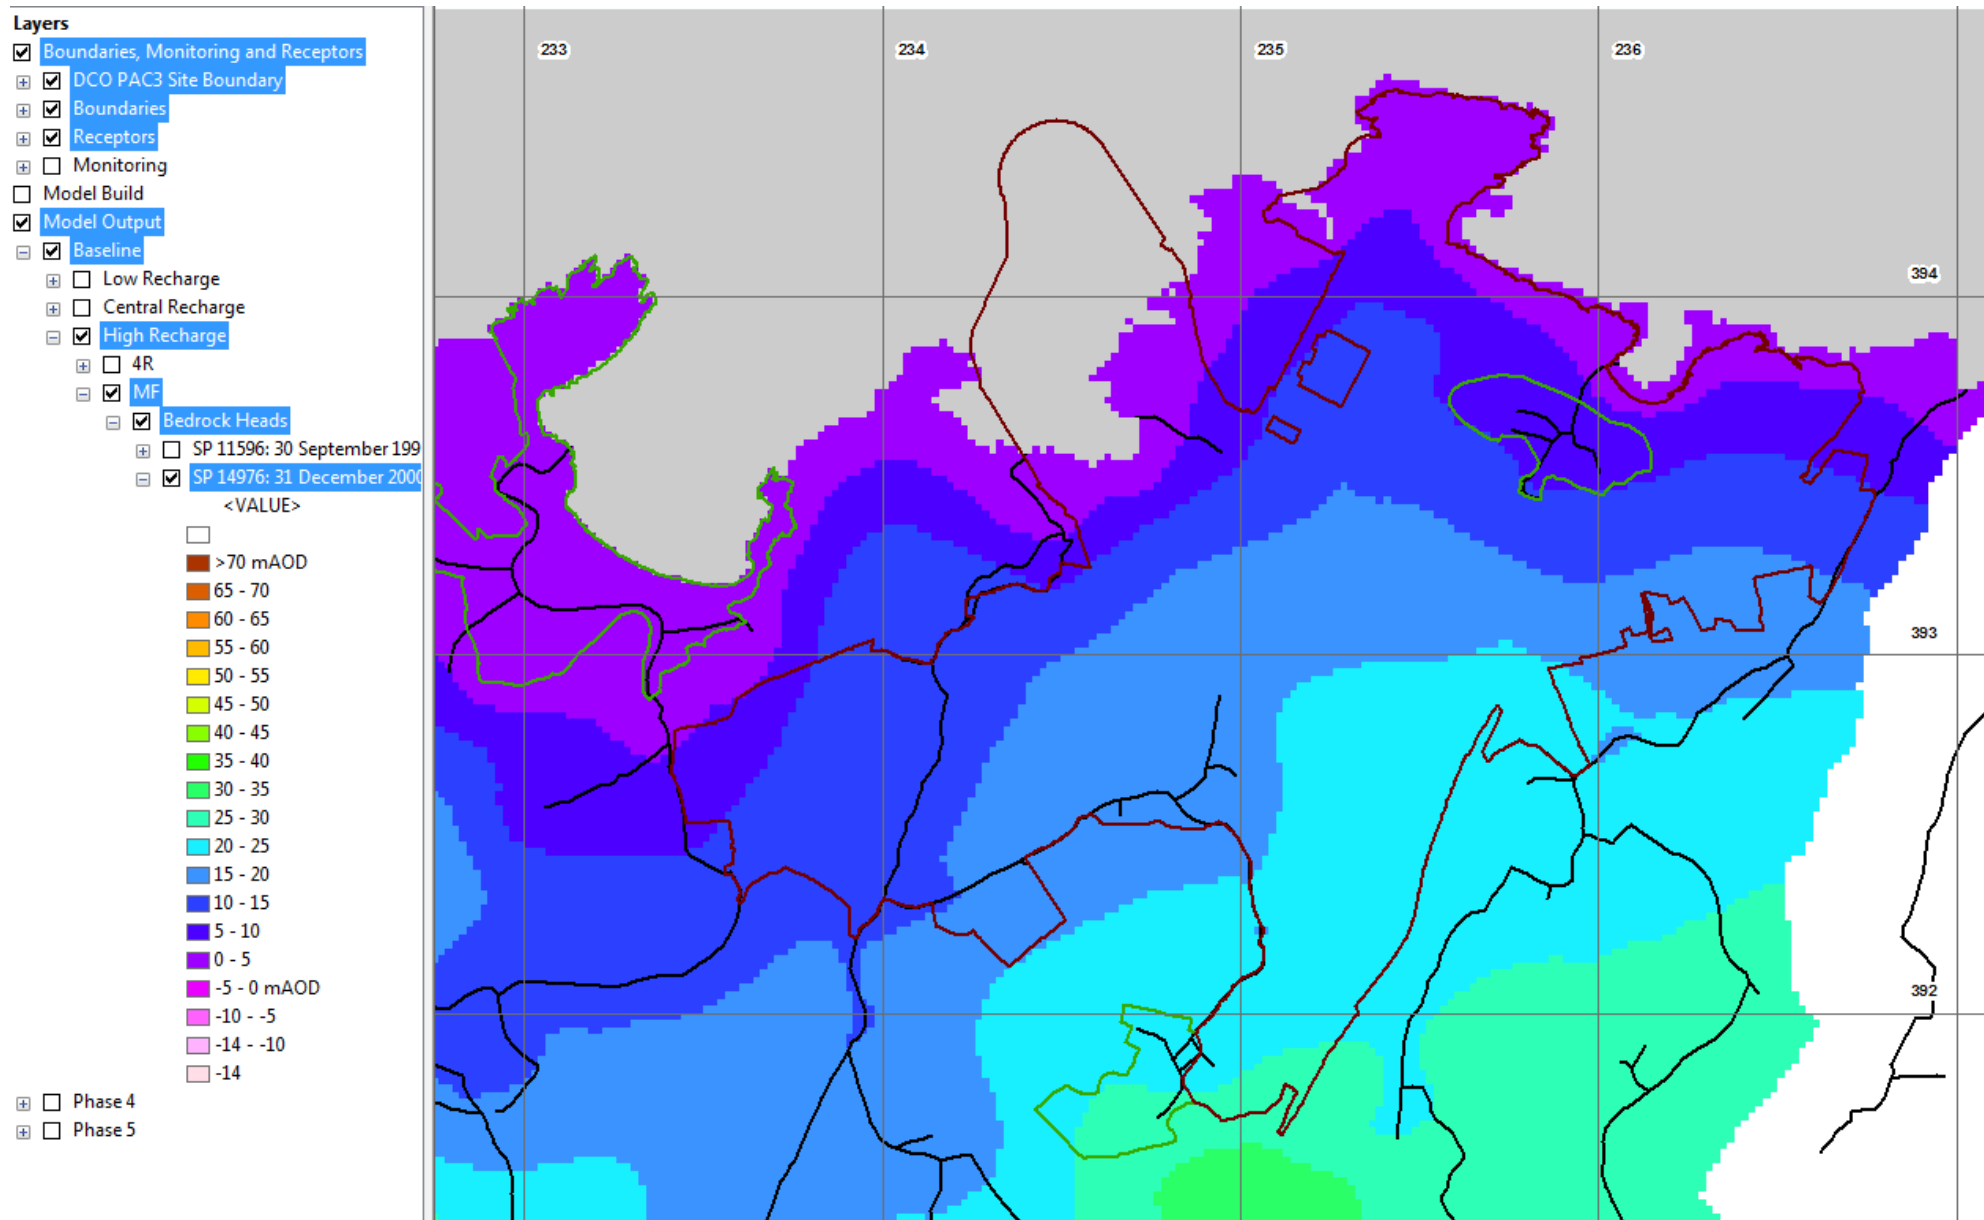 Layers
Boundaries, Monitoring and Receptors
DCO PAC3 Site Boundary
Boundaries
Receptors
Monitoring
Model Build
Model Output
Baseline
Low Recharge
Central Recharge
High Recharge
4R
MF
Bedrock Heads
SP 11596: 30 September 199
SP 14976: 31 December 2000
<VALUE>
>70 mAOD
65 - 70
60 - 65
55 - 60
50 - 55
45 - 50
40 - 45
35 - 40
30 - 35
25 - 30
20 - 25
15 - 20
10 - 15
5 - 10
0 - 5
-5 - 0 mAOD
-10 - -5
-14 - -10
-14
Phase 4
Phase 5
233
234
235
236
394
393
392